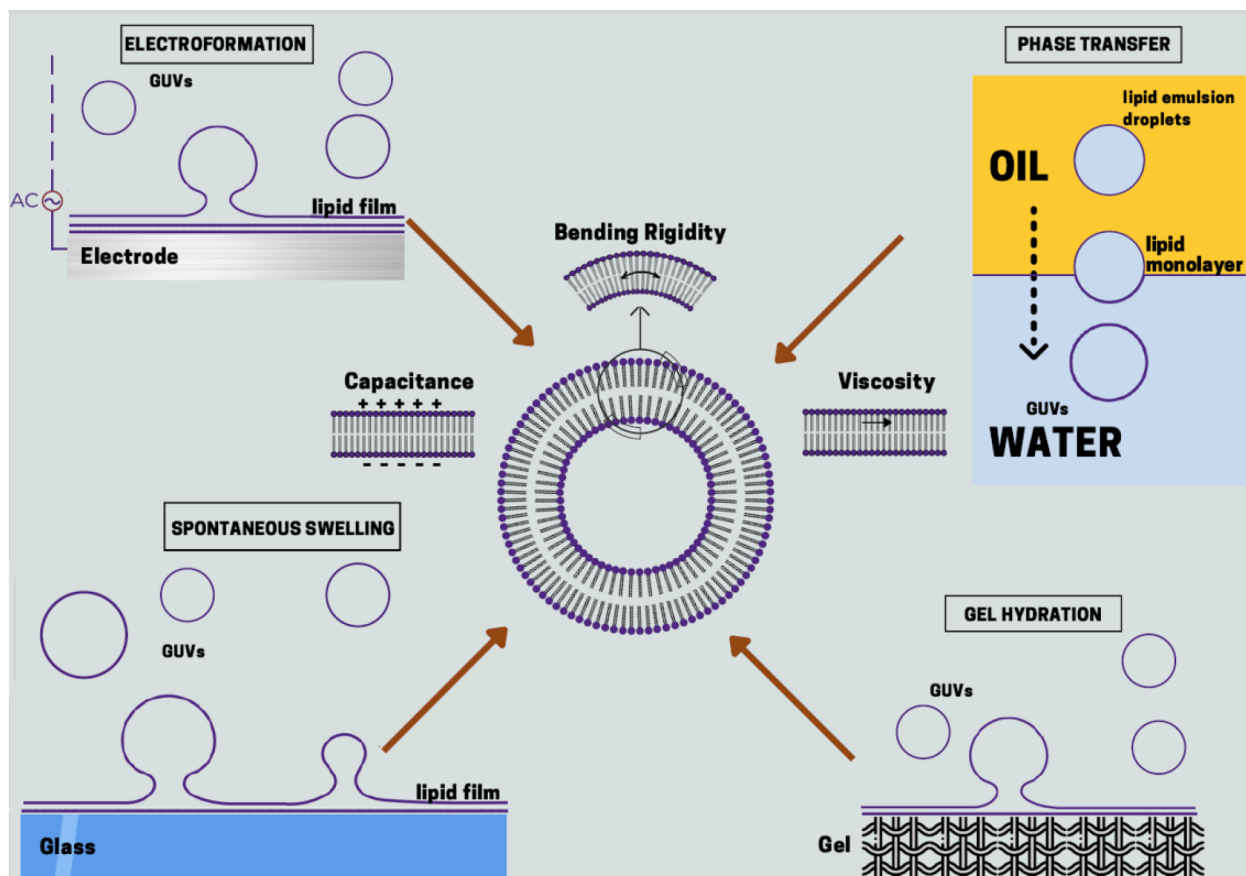 ELECTROFORMATION
GUVs
AC
lipid film
Electrode
PHASE TRANSFER
lipid emulsion
droplets
OIL
lipid
monolayer
GUVs
WATER
Bending Rigidity
Capacitance
+ + + + +
- - - - -
Viscosity
SPONTANEOUS SWELLING
GUVs
lipid film
Glass
GEL HYDRATION
GUVs
Gel